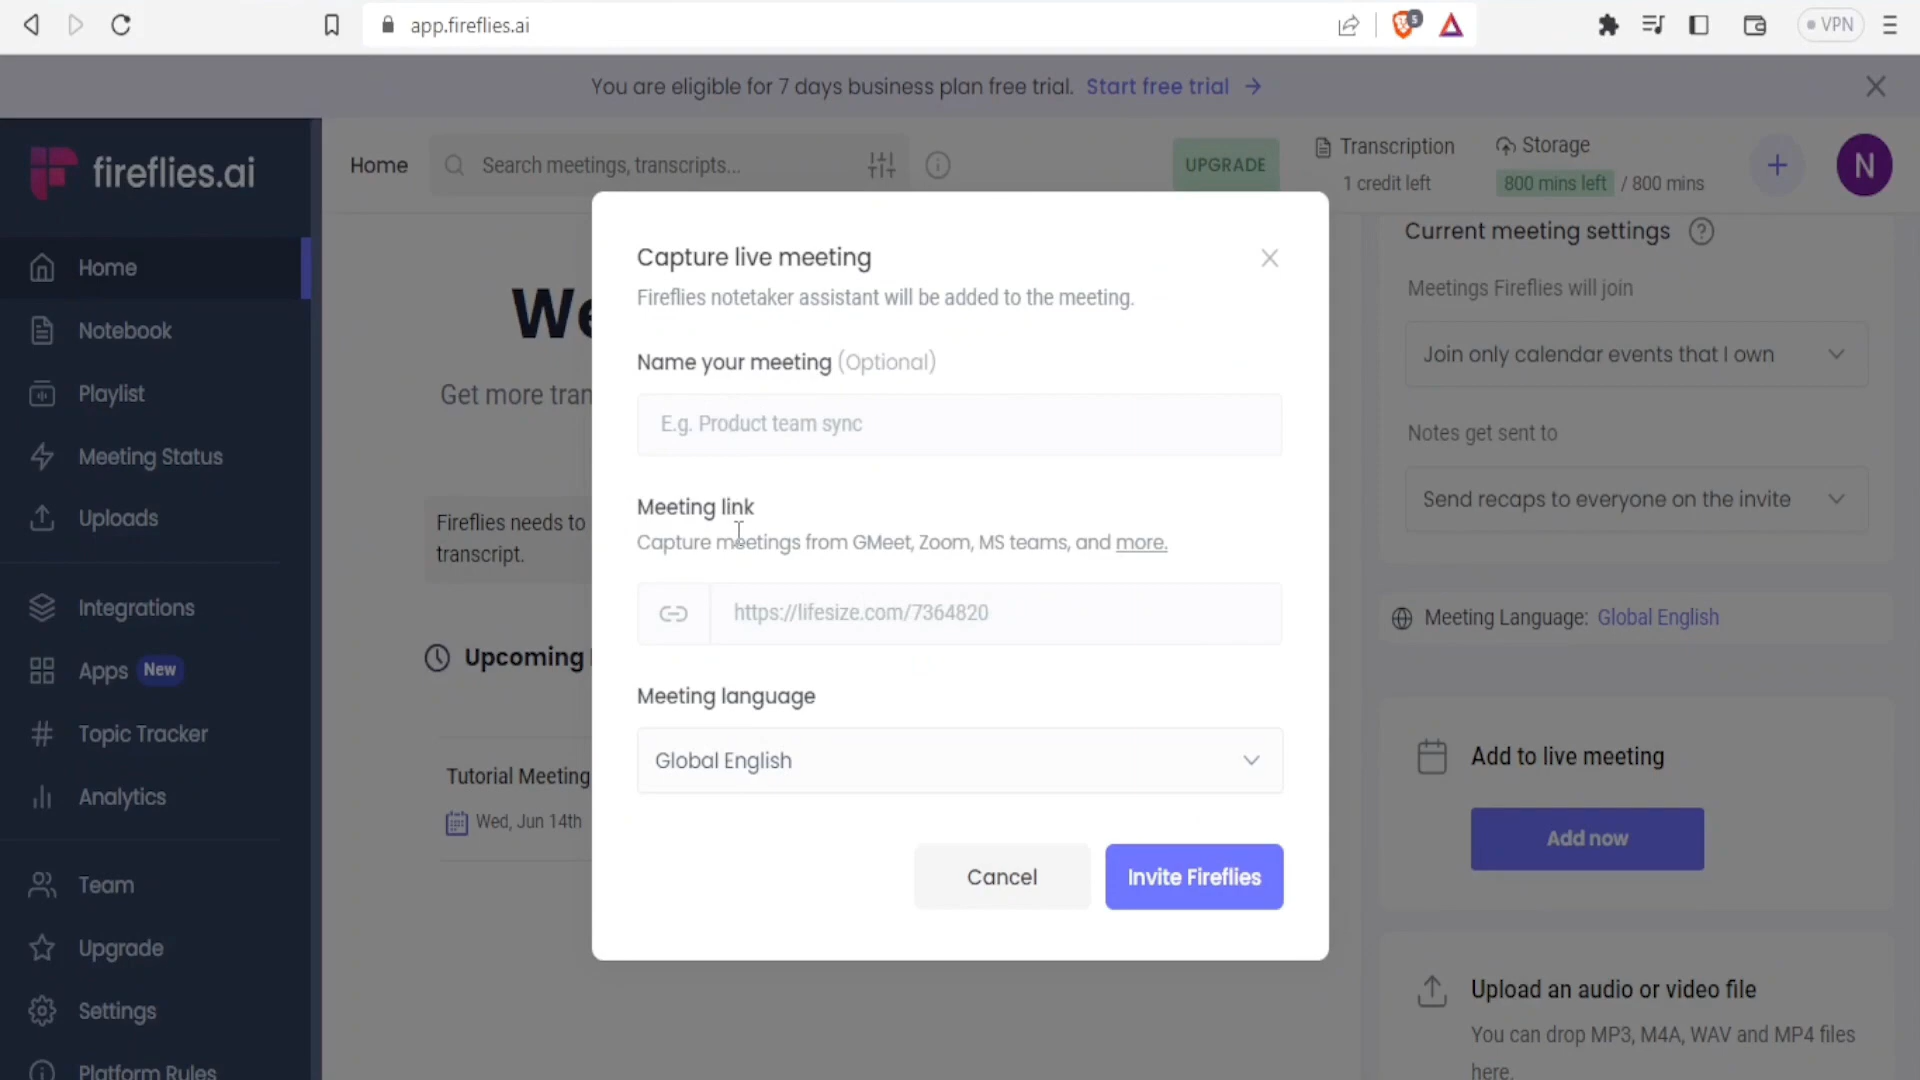 app.fireflies.ai
5
VPN
You are eligible for 7 days business plan free trial. Start free trial →
fireflies.ai
Home
Search meetings, transcripts...
UPGRADE
Transcription
1 credit left
Storage
800 mins left / 800 mins
N
Home
Notebook
Playlist
Meeting Status
Uploads
Integrations
Apps New
Topic Tracker
Analytics
Team
Upgrade
Settings
Platform Rules
We
Get more tran
Fireflies needs to
transcript.
Upcoming
Tutorial Meeting
Wed, Jun 14th
Capture live meeting
Fireflies notetaker assistant will be added to the meeting.
Name your meeting (Optional)
E.g. Product team sync
Meeting link
Capture meetings from GMeet, Zoom, MS teams, and more.
https://lifesize.com/7364820
Meeting language
Global English
Cancel
Invite Fireflies
Current meeting settings
Meetings Fireflies will join
Join only calendar events that I own
Notes get sent to
Send recaps to everyone on the invite
Meeting Language: Global English
Add to live meeting
Add now
Upload an audio or video file
You can drop MP3, M4A, WAV and MP4 files
here.